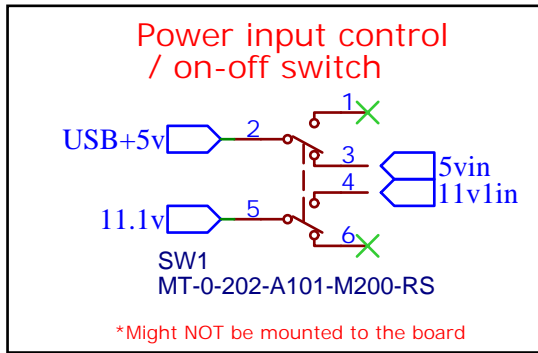 Power input control
/ on-off switch
1
USB+5v 2
3 5vin
4 11v1in
11.1v 5
6
SW1
MT-0-202-A101-M200-RS
*Might NOT be mounted to the board